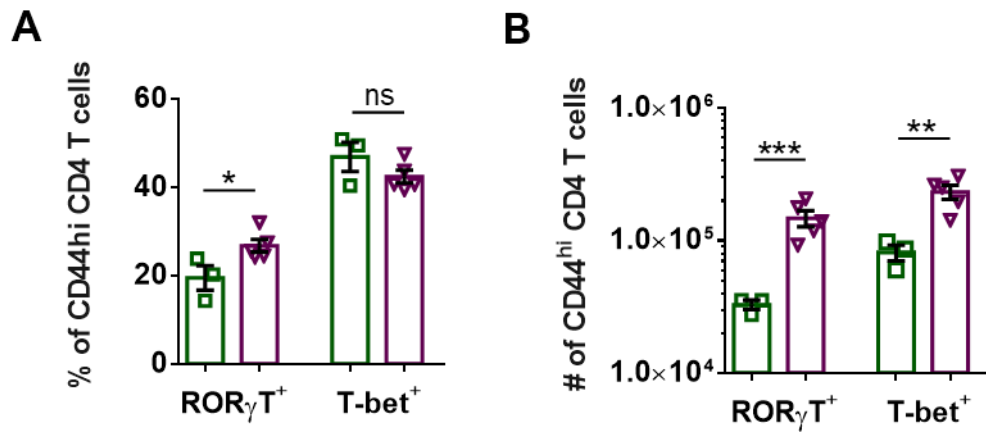 A
% of CD44hi CD4 T cells
60
40
20
0
*
ns
RORγT⁺
T-bet⁺
B
# of CD44ʰⁱ CD4 T cells
1.0×10⁶
1.0×10⁵
1.0×10⁴
***
**
RORγT⁺
T-bet⁺